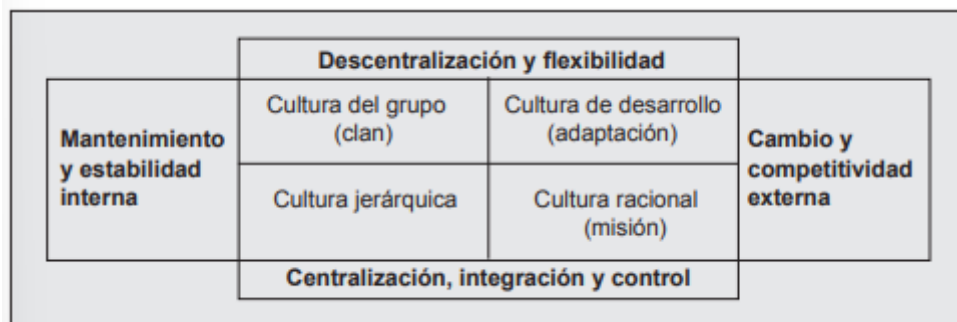 Descentralización y flexibilidad
Mantenimiento
y estabilidad
interna
Cultura del grupo
(clan)
Cultura de desarrollo
(adaptación)
Cambio y
competitividad
externa
Cultura jerárquica
Cultura racional
(misión)
Centralización, integración y control